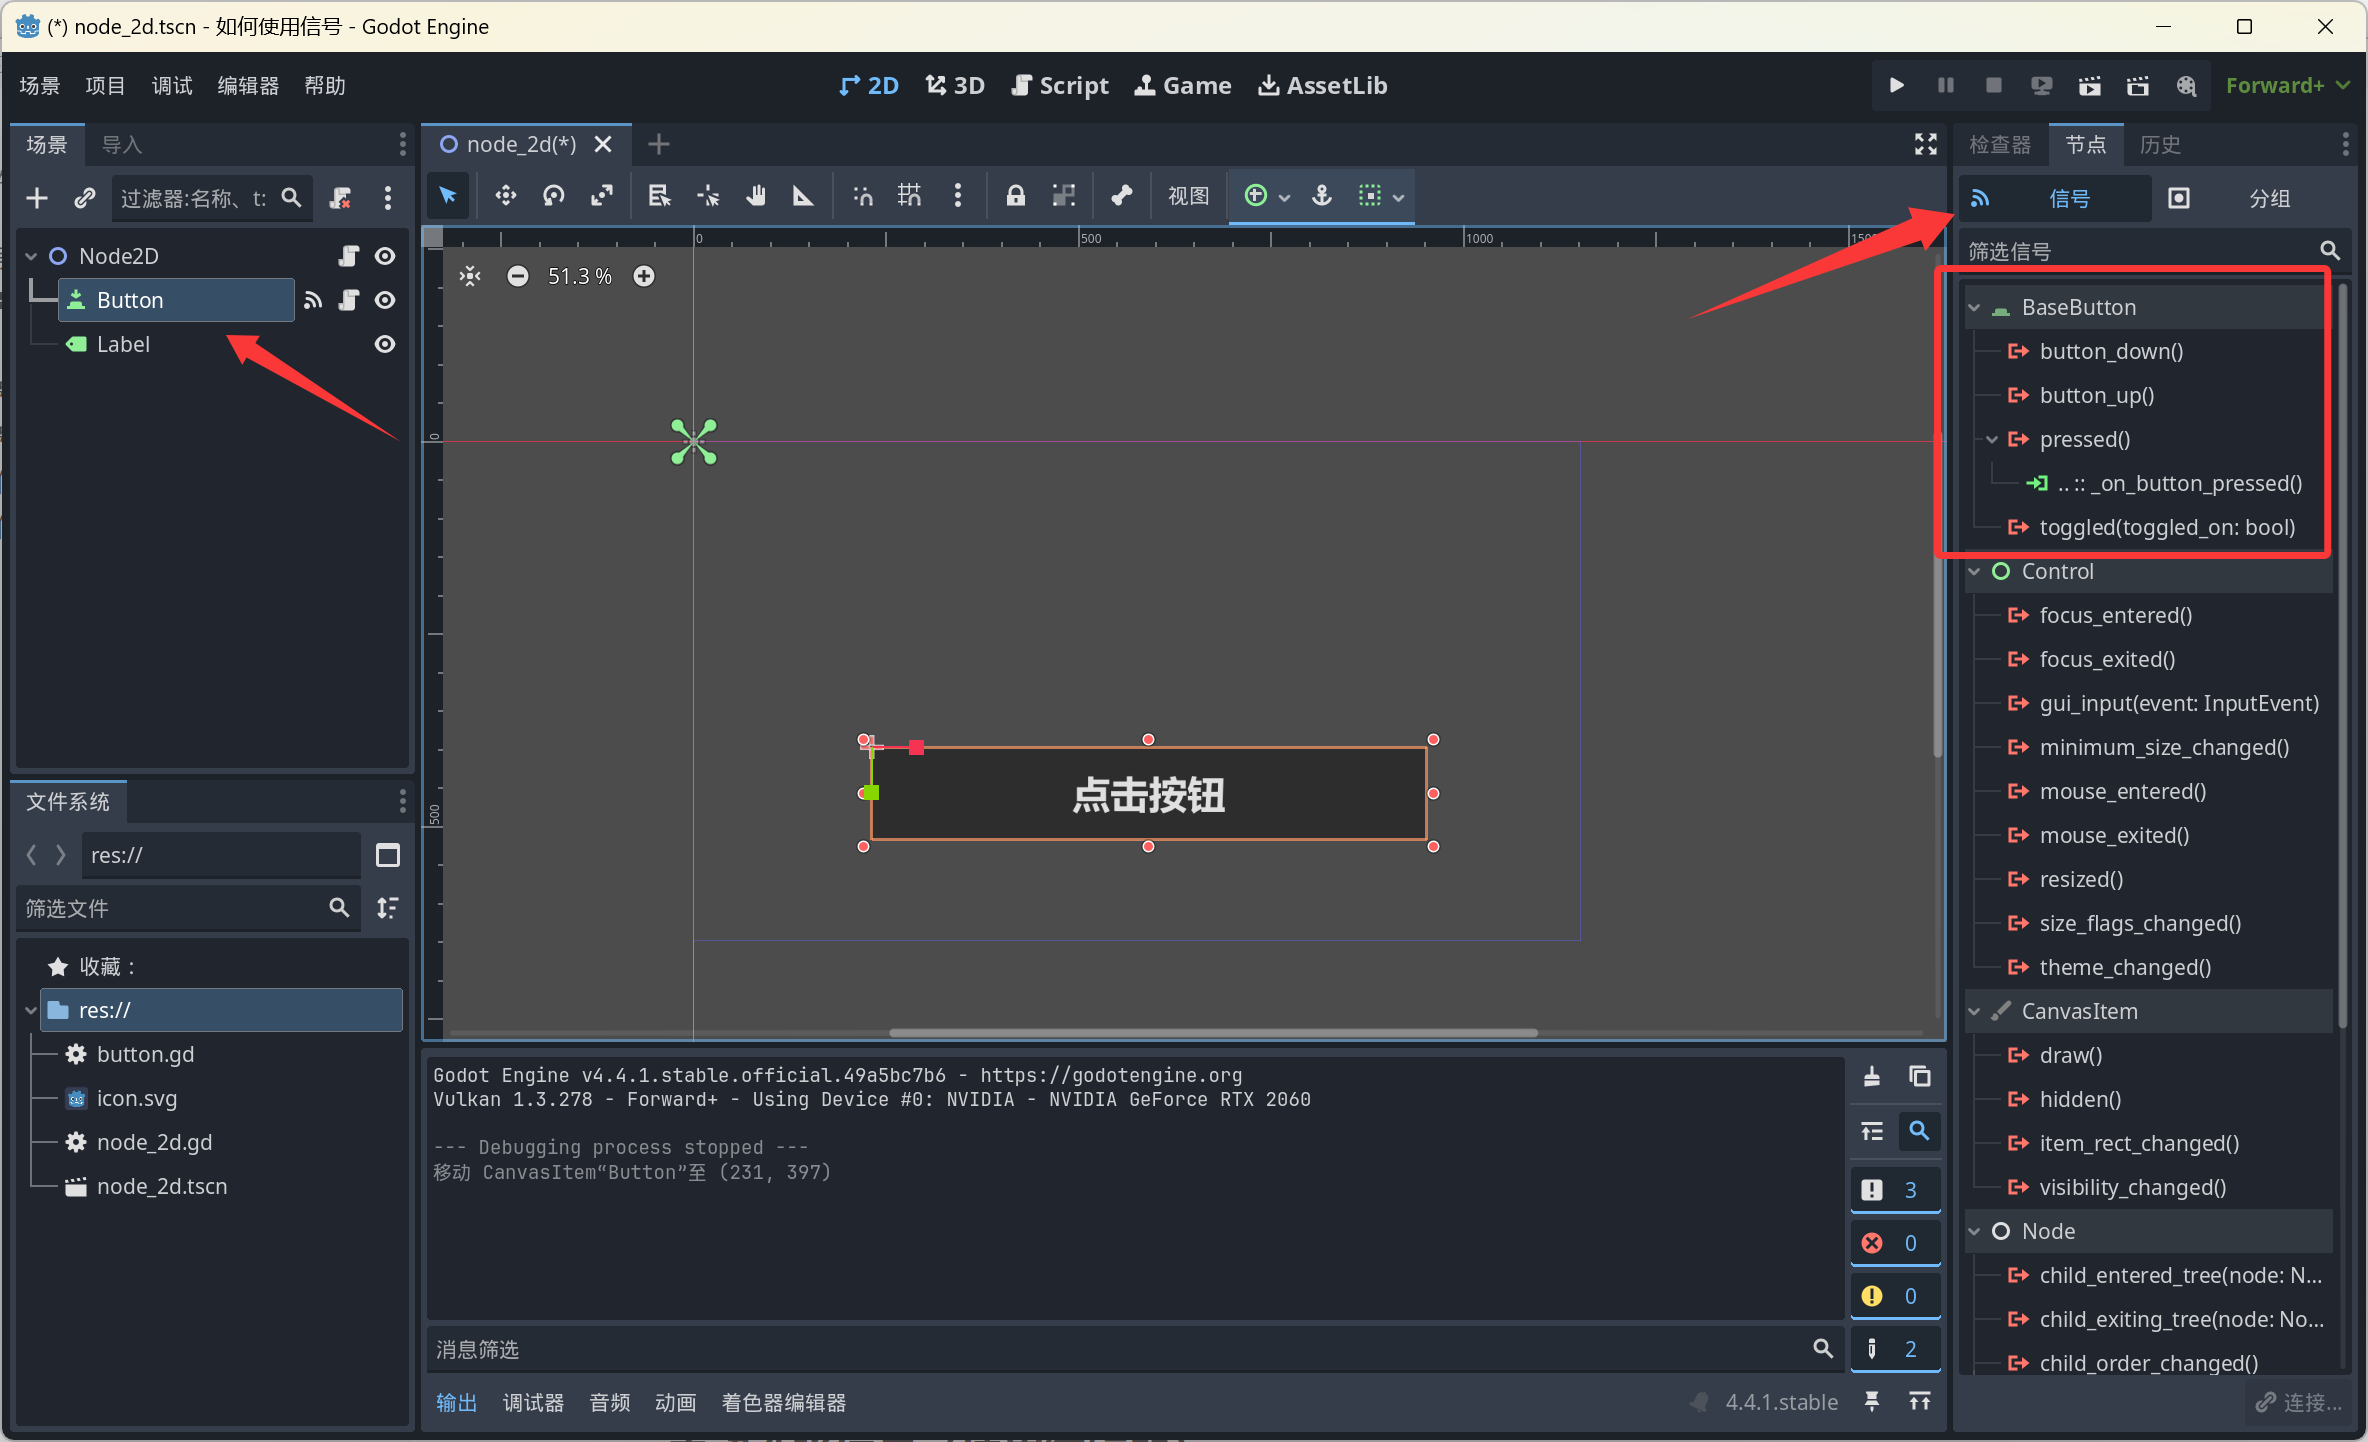 (*) node_2d.tscn - 如何使用信号 - Godot Engine
场景 项目 调试 编辑器 帮助
2D 3D Script Game AssetLib
Forward+
场景 导入
过滤器:名称、t:
Node2D
Button
Label
文件系统
res://
筛选文件
收藏：
res://
button.gd
icon.svg
node_2d.gd
node_2d.tscn
node_2d(*)
视图
0 500 1000
51.3 %
0
500
点击按钮
Godot Engine v4.4.1.stable.official.49a5bc7b6 - https://godotengine.org
Vulkan 1.3.278 - Forward+ - Using Device #0: NVIDIA - NVIDIA GeForce RTX 2060
--- Debugging process stopped ---
移动 CanvasItem“Button”至 (231, 397)
3
0
0
2
消息筛选
输出 调试器 音频 动画 着色器编辑器
4.4.1.stable
检查器 节点 历史
信号 分组
筛选信号
BaseButton
button_down()
button_up()
pressed()
.. :: _on_button_pressed()
toggled(toggled_on: bool)
Control
focus_entered()
focus_exited()
gui_input(event: InputEvent)
minimum_size_changed()
mouse_entered()
mouse_exited()
resized()
size_flags_changed()
theme_changed()
CanvasItem
draw()
hidden()
item_rect_changed()
visibility_changed()
Node
child_entered_tree(node: N...
child_exiting_tree(node: No...
child_order_changed()
连接...